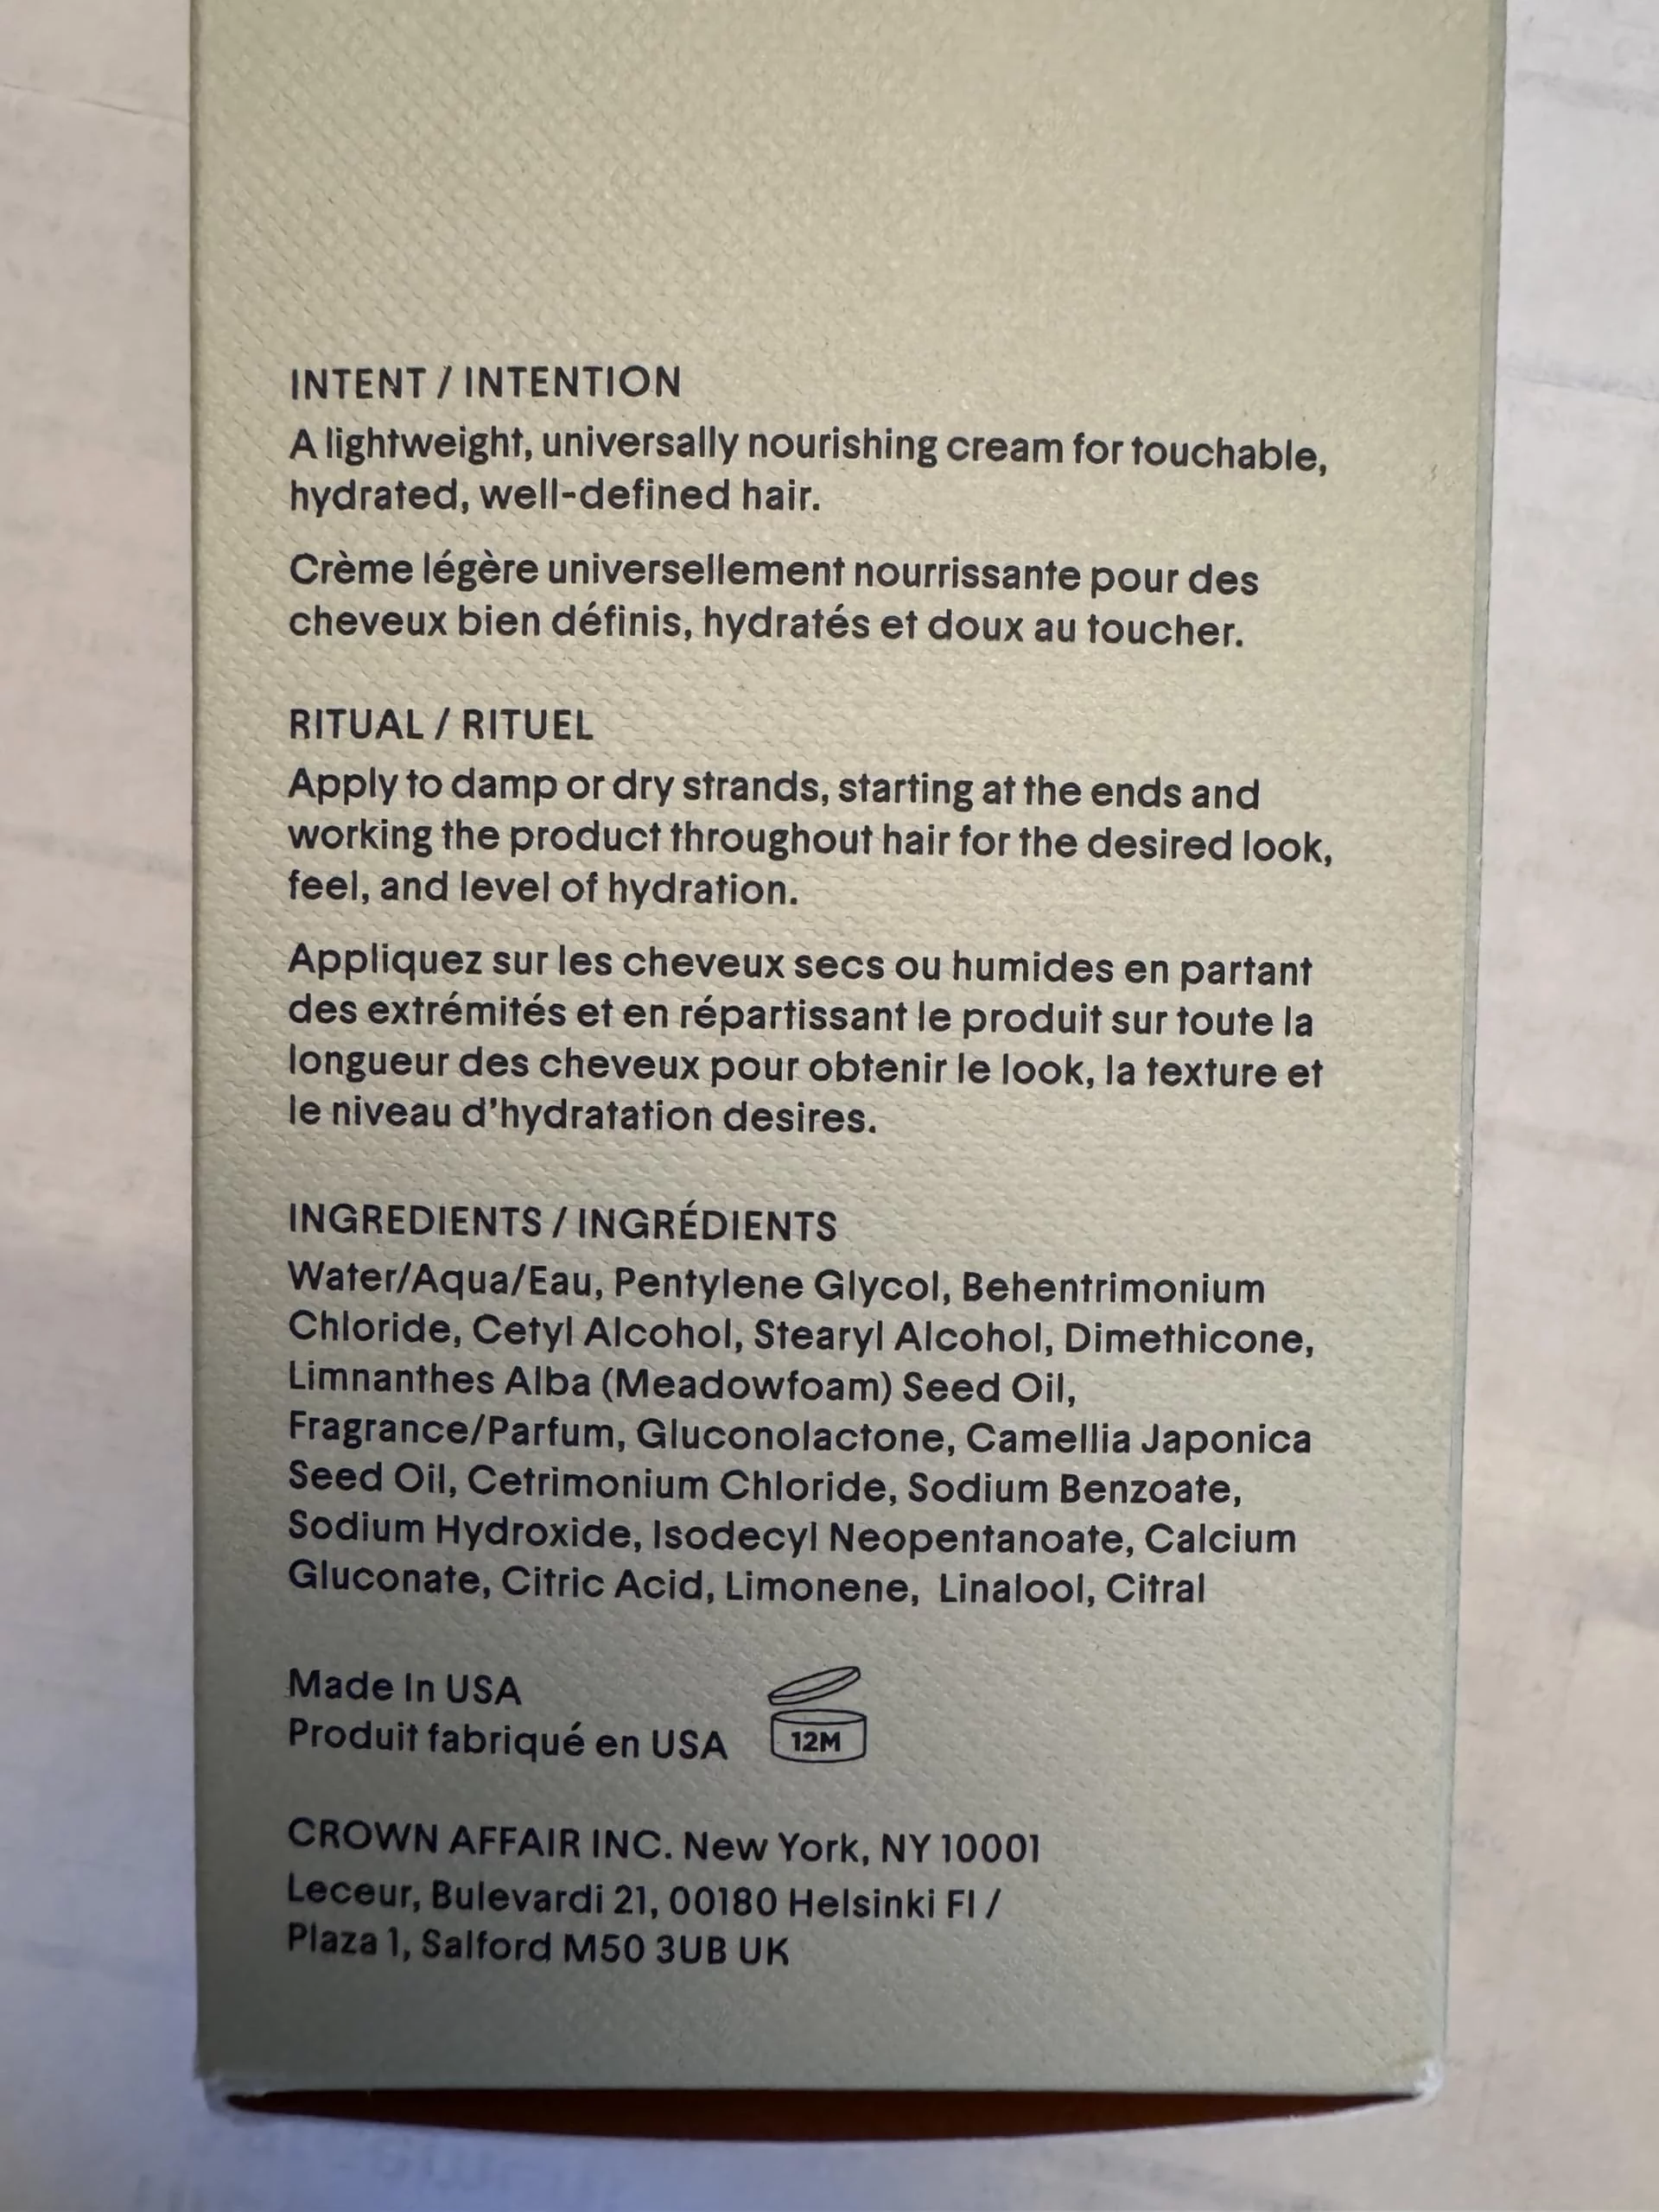 INTENT / INTENTION
A lightweight, universally nourishing cream for touchable,
hydrated, well-defined hair.
Crème légère universellement nourrissante pour des
cheveux bien définis, hydratés et doux au toucher.
RITUAL / RITUEL
Apply to damp or dry strands, starting at the ends and
working the product throughout hair for the desired look,
feel, and level of hydration.
Appliquez sur les cheveux secs ou humides en partant
des extrémités et en répartissant le produit sur toute la
longueur des cheveux pour obtenir le look, la texture et
le niveau d'hydratation desires.
INGREDIENTS / INGRÉDIENTS
Water/Aqua/Eau, Pentylene Glycol, Behentrimonium
Chloride, Cetyl Alcohol, Stearyl Alcohol, Dimethicone,
Limnanthes Alba (Meadowfoam) Seed Oil,
Fragrance/Parfum, Gluconolactone, Camellia Japonica
Seed Oil, Cetrimonium Chloride, Sodium Benzoate,
Sodium Hydroxide, Isodecyl Neopentanoate, Calcium
Gluconate, Citric Acid, Limonene, Linalool, Citral
Made In USA
Produit fabriqué en USA
12M
CROWN AFFAIR INC. New York, NY 10001
Leceur, Bulevardi 21, 00180 Helsinki FI /
Plaza 1, Salford M50 3UB UK